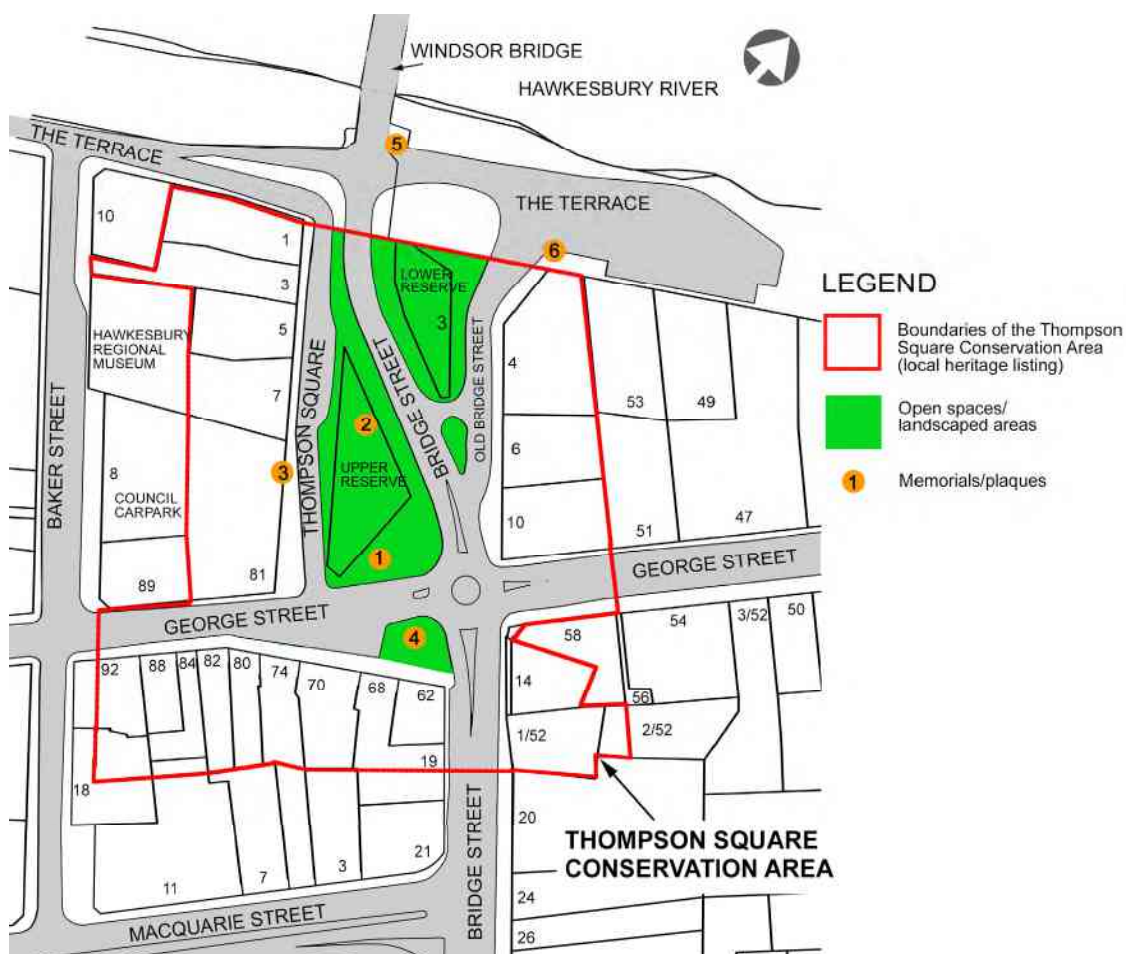 WINDSOR BRIDGE
HAWKESBURY RIVER
THE TERRACE
5
THE TERRACE
6
10
1
3
5
7
HAWKESBURY
REGIONAL
MUSEUM
LOWER
RESERVE
3
BRIDGE STREET
OLD BRIDGE STREET
THOMPSON SQUARE
2
UPPER
RESERVE
1
3
BAKER STREET
8
COUNCIL
CARPARK
89
81
4
6
10
53
49
51
47
GEORGE STREET
GEORGE STREET
4
92
88
84
82
80
74
70
68
62
19
18
11
7
3
21
MACQUARIE STREET
BRIDGE STREET
58
14
54
56
3/52
50
1/52
2/52
20
24
26
THOMPSON SQUARE
CONSERVATION AREA
LEGEND
Boundaries of the Thompson
Square Conservation Area
(local heritage listing)
Open spaces/
landscaped areas
1
Memorials/plaques